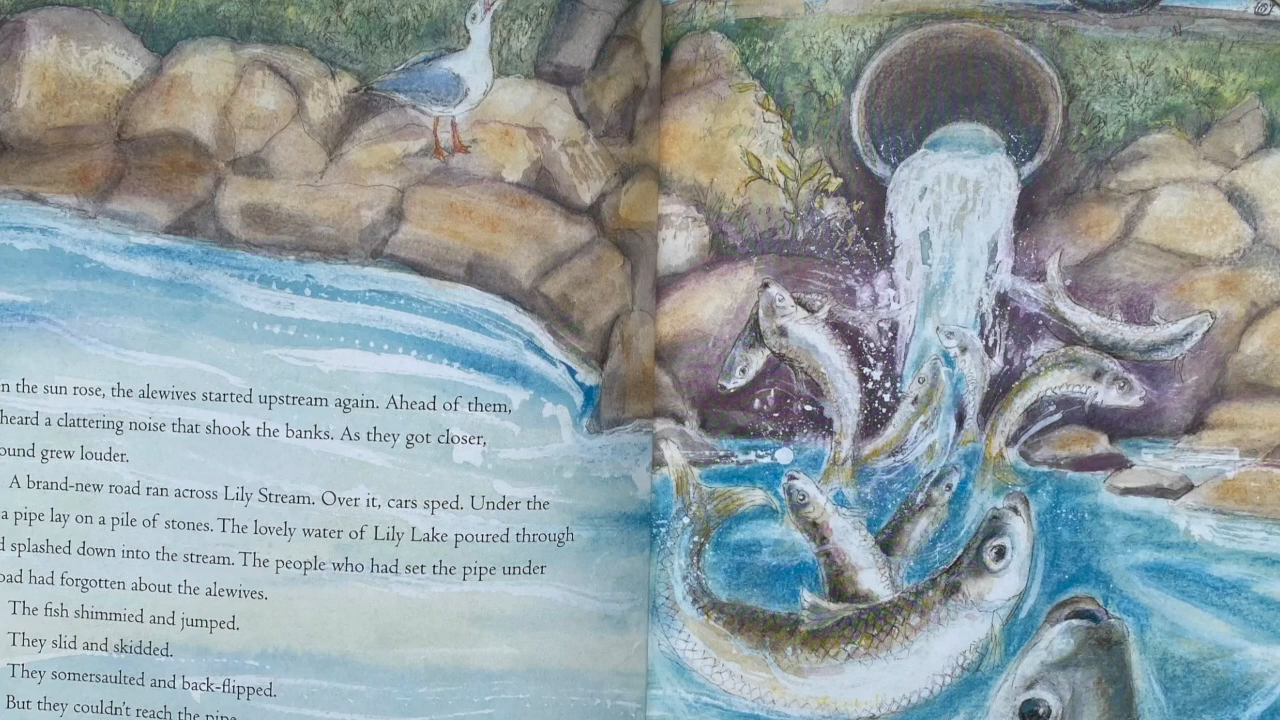 n the sun rose, the alewives started upstream again. Ahead of them,
heard a clattering noise that shook the banks. As they got closer,
ound grew louder.
A brand-new road ran across Lily Stream. Over it, cars sped. Under the
a pipe lay on a pile of stones. The lovely water of Lily Lake poured through
d splashed down into the stream. The people who had set the pipe under
oad had forgotten about the alewives.
The fish shimmied and jumped.
They slid and skidded.
They somersaulted and back-flipped.
But they couldn't reach the pipe